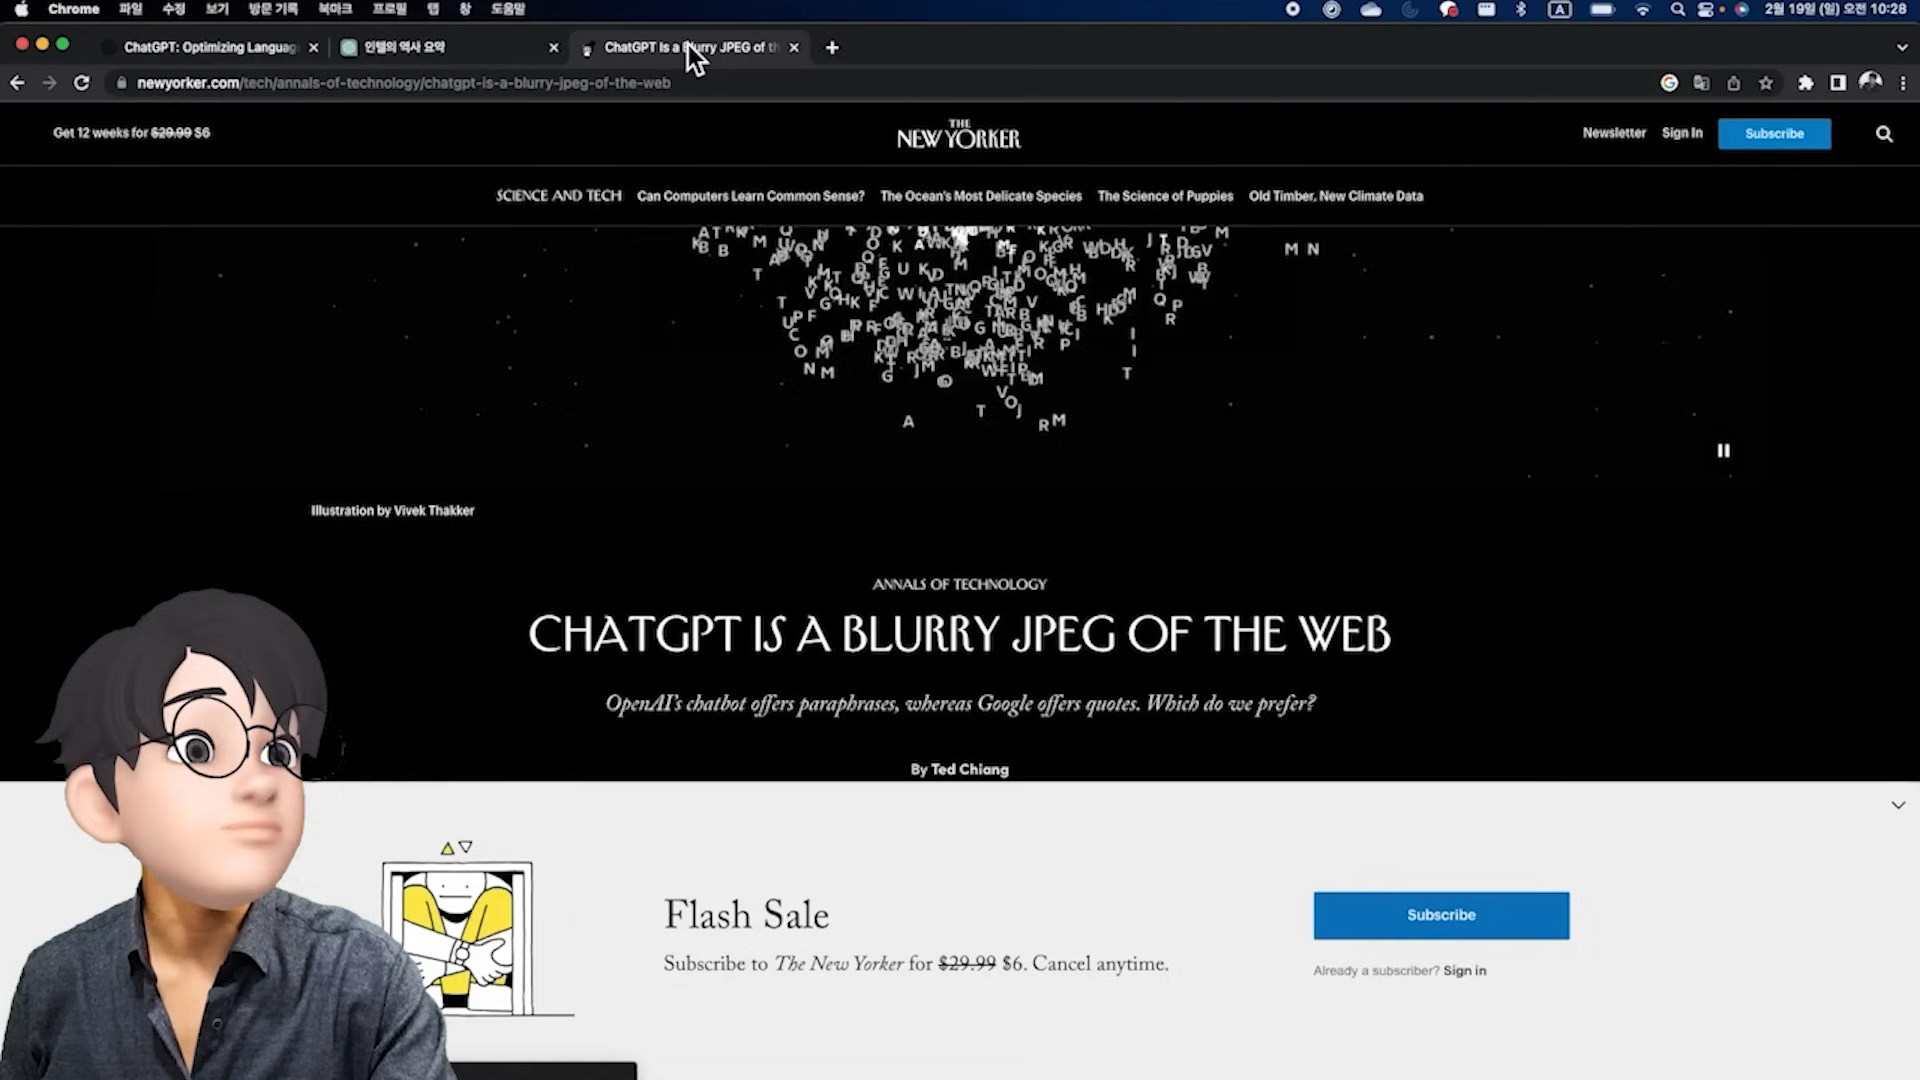 Chrome 파일 수정 보기 방문 기록 북마크 프로필 탭 창 도움말 A 2월 19일 (일) 오전 10:28
ChatGPT: Optimizing Languag 인텔의 역사 요약 ChatGPT Is a Blurry JPEG of th
newyorker.com/tech/annals-of-technology/chatgpt-is-a-blurry-jpeg-of-the-web
Get 12 weeks for $29.99 $6
THE
NEW YORKER
Newsletter Sign In Subscribe
SCIENCE AND TECH Can Computers Learn Common Sense? The Ocean's Most Delicate Species The Science of Puppies Old Timber, New Climate Data
Illustration by Vivek Thakker
ANNALS OF TECHNOLOGY
CHATGPT IS A BLURRY JPEG OF THE WEB
OpenAI's chatbot offers paraphrases, whereas Google offers quotes. Which do we prefer?
By Ted Chiang
Flash Sale
Subscribe to The New Yorker for $29.99 $6. Cancel anytime.
Subscribe
Already a subscriber? Sign in